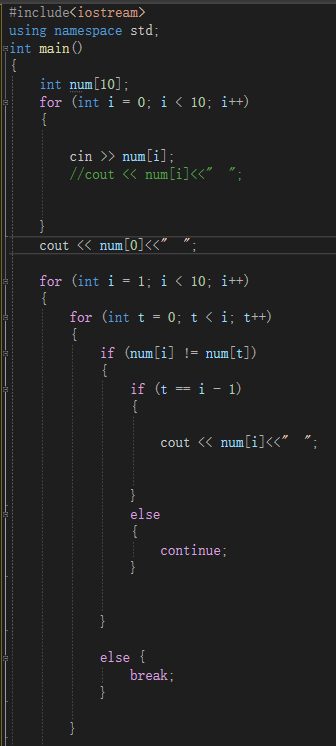 #include<iostream>
using namespace std;
int main()
{
int num[10];
for (int i = 0; i < 10; i++)
{
cin >> num[i];
//cout << num[i]<<"  ";
}
cout << num[0]<<"  ";
for (int i = 1; i < 10; i++)
{
for (int t = 0; t < i; t++)
{
if (num[i] != num[t])
{
if (t == i - 1)
{
cout << num[i]<<"  ";
}
else
{
continue;
}
}
else {
break;
}
}